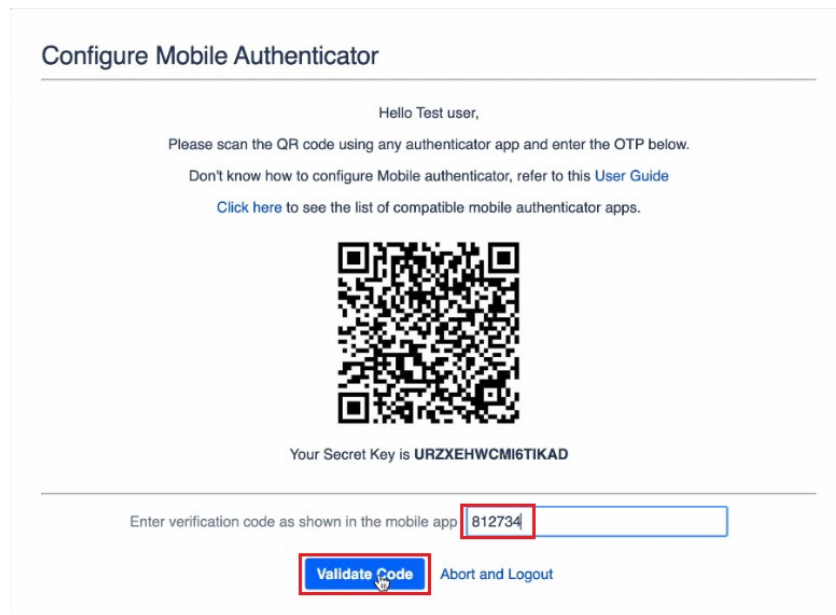 Configure Mobile Authenticator
Hello Test user,
Please scan the QR code using any authenticator app and enter the OTP below.
Don't know how to configure Mobile authenticator, refer to this User Guide
Click here to see the list of compatible mobile authenticator apps.
Your Secret Key is URZXEHWCMI6TIKAD
Enter verification code as shown in the mobile app 812734
Validate Code Abort and Logout